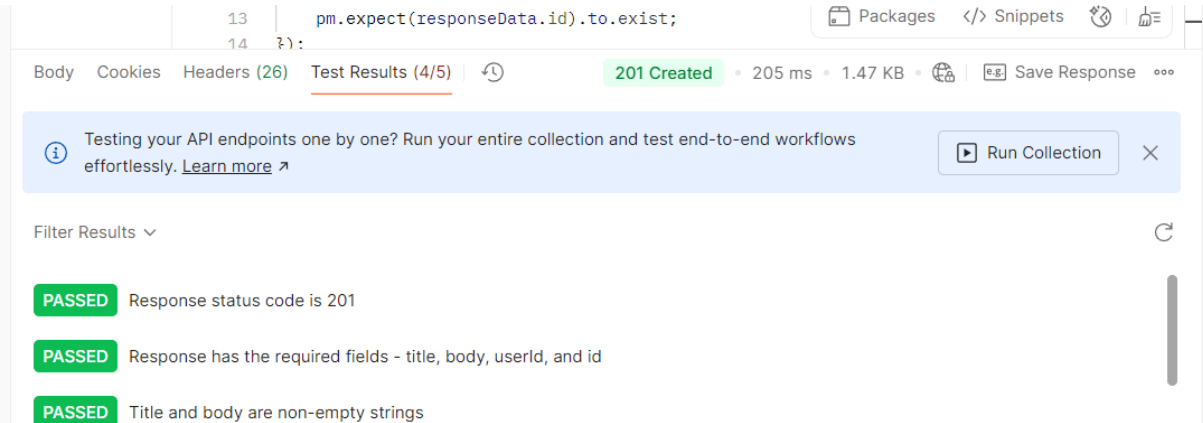 13 pm.expect(responseData.id).to.exist;
Packages </> Snippets
14 });
Body Cookies Headers (26) Test Results (4/5) 201 Created • 205 ms • 1.47 KB • e.g. Save Response
Testing your API endpoints one by one? Run your entire collection and test end-to-end workflows
effortlessly. Learn more ↗
Run Collection
Filter Results
PASSED Response status code is 201
PASSED Response has the required fields - title, body, userId, and id
PASSED Title and body are non-empty strings